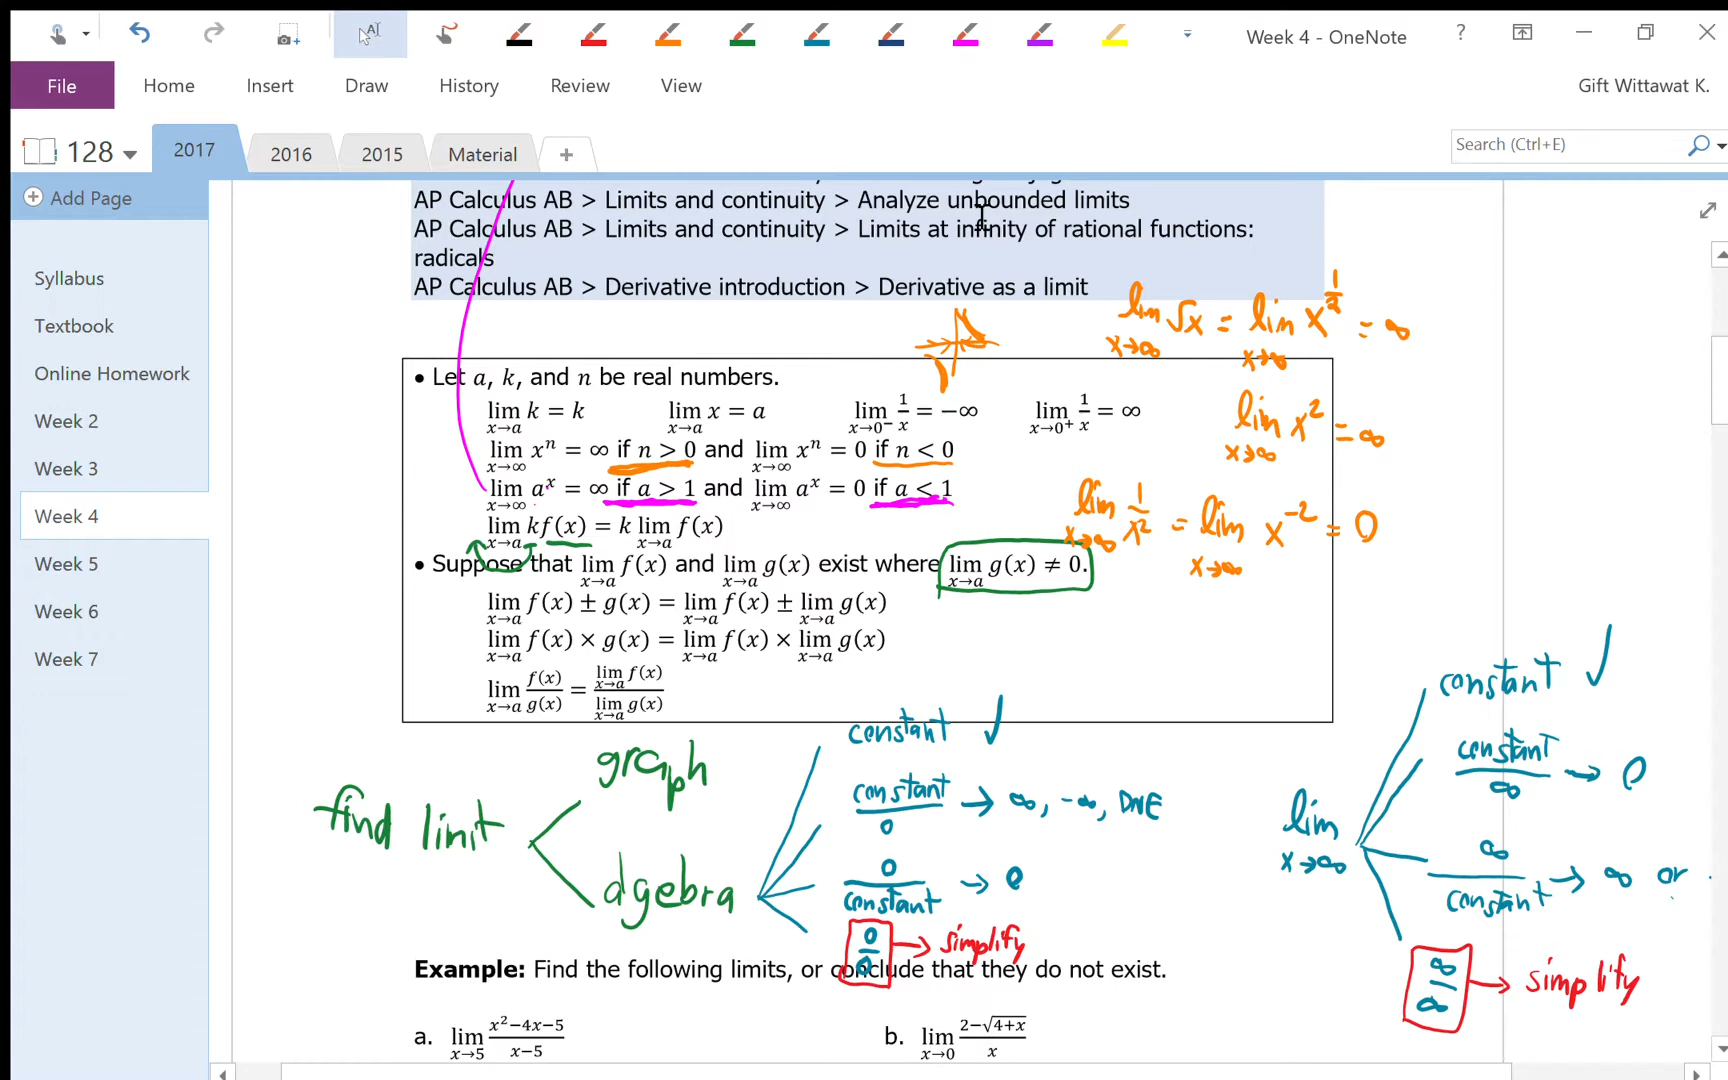 Week 4 - OneNote
?
File Home Insert Draw History Review View
Gift Wittawat K.
128 2017 2016 2015 Material +
Search (Ctrl+E)
Add Page
Syllabus
Textbook
Online Homework
Week 2
Week 3
Week 4
Week 5
Week 6
Week 7
AP Calculus AB > Limits and continuity > Analyze unbounded limits
AP Calculus AB > Limits and continuity > Limits at infinity of rational functions:
radicals
AP Calculus AB > Derivative introduction > Derivative as a limit
lim x→∞ √x = lim x→∞ x^(1/2) = ∞
• Let a, k, and n be real numbers.
lim x→a k = k lim x→a x = a lim x→0⁻ 1/x = −∞ lim x→0⁺ 1/x = ∞
lim x→∞ x² = ∞
lim x→∞ xⁿ = ∞ if n > 0 and lim x→∞ xⁿ = 0 if n < 0
lim x→∞ aˣ = ∞ if a > 1 and lim x→∞ aˣ = 0 if a < 1
lim x→∞ 1/x² = lim x→∞ x⁻² = 0
lim x→a kf(x) = k lim x→a f(x)
• Suppose that lim x→a f(x) and lim x→a g(x) exist where lim x→a g(x) ≠ 0.
lim x→a f(x) ± g(x) = lim x→a f(x) ± lim x→a g(x)
lim x→a f(x) × g(x) = lim x→a f(x) × lim x→a g(x)
lim x→a f(x)/g(x) = lim x→a f(x) / lim x→a g(x)
find limit
graph
algebra
constant ✓
constant/0 → ∞, -∞, DNE
0/constant → 0
0/0 → simplify
lim x→∞
constant ✓
constant/∞ → 0
∞/constant → ∞ or
∞/∞ → simplify
Example: Find the following limits, or conclude that they do not exist.
a. lim x→5 (x²−4x−5)/(x−5) b. lim x→0 (2−√(4+x))/x